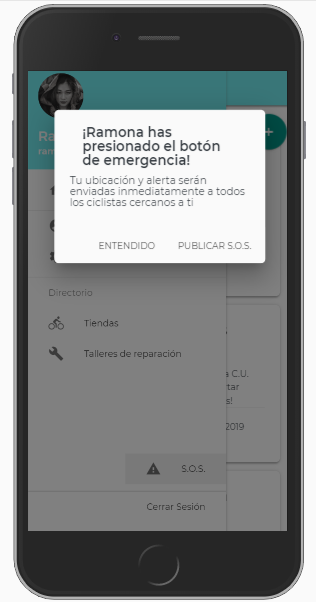 Ra
ram
¡Ramona has
presionado el botón
de emergencia!
Tu ubicación y alerta serán
enviadas inmediatamente a todos
los ciclistas cercanos a ti
ENTENDIDO PUBLICAR S.O.S.
Directorio
Tiendas
Talleres de reparación
a C.U.
tar
s!
2019
S.O.S.
Cerrar Sesión